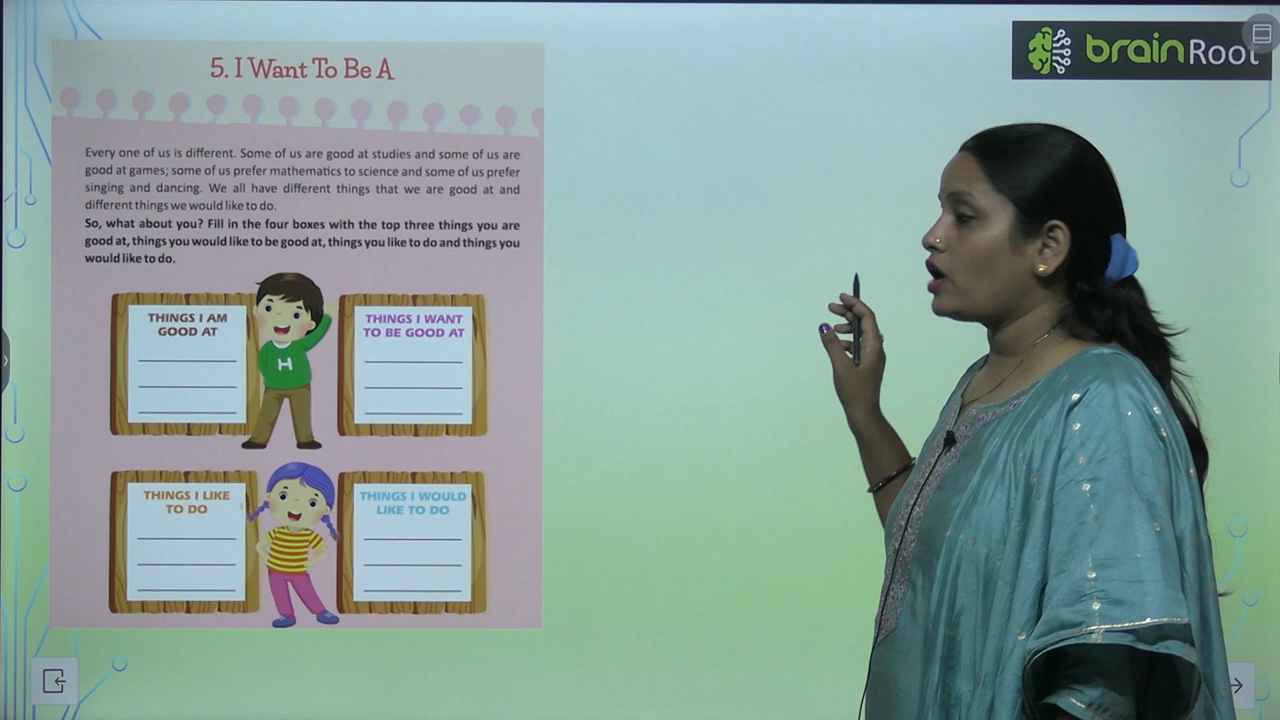 5. I Want To Be A
brainRoot
Every one of us is different. Some of us are good at studies and some of us are
good at games; some of us prefer mathematics to science and some of us prefer
singing and dancing. We all have different things that we are good at and
different things we would like to do.
So, what about you? Fill in the four boxes with the top three things you are
good at, things you would like to be good at, things you like to do and things you
would like to do.
THINGS I AM
GOOD AT
THINGS I WANT
TO BE GOOD AT
H
THINGS I LIKE
TO DO
THINGS I WOULD
LIKE TO DO